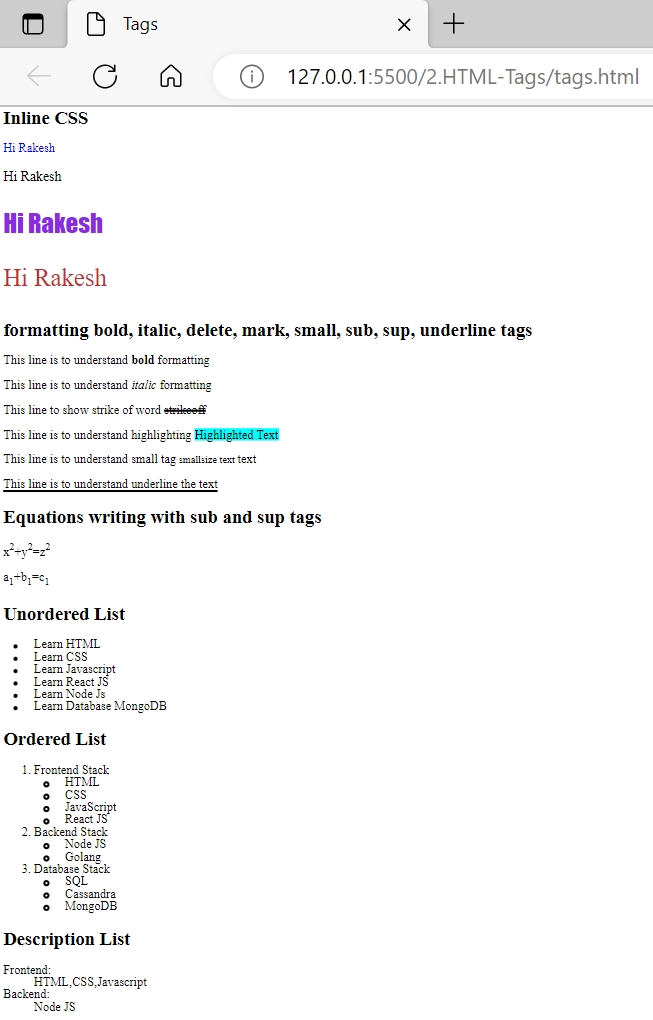 Tags
127.0.0.1:5500/2.HTML-Tags/tags.html
Inline CSS
Hi Rakesh
Hi Rakesh
Hi Rakesh
Hi Rakesh
formatting bold, italic, delete, mark, small, sub, sup, underline tags
This line is to understand bold formatting
This line is to understand italic formatting
This line to show strike of word strikeoff
This line is to understand highlighting Highlighted Text
This line is to understand small tag smallsize text text
This line is to understand underline the text
Equations writing with sub and sup tags
x²+y²=z²
a₁+b₁=c₁
Unordered List
• Learn HTML
• Learn CSS
• Learn Javascript
• Learn React JS
• Learn Node Js
• Learn Database MongoDB
Ordered List
1. Frontend Stack
HTML
CSS
JavaScript
React JS
2. Backend Stack
Node JS
Golang
3. Database Stack
SQL
Cassandra
MongoDB
Description List
Frontend:
HTML,CSS,Javascript
Backend:
Node JS